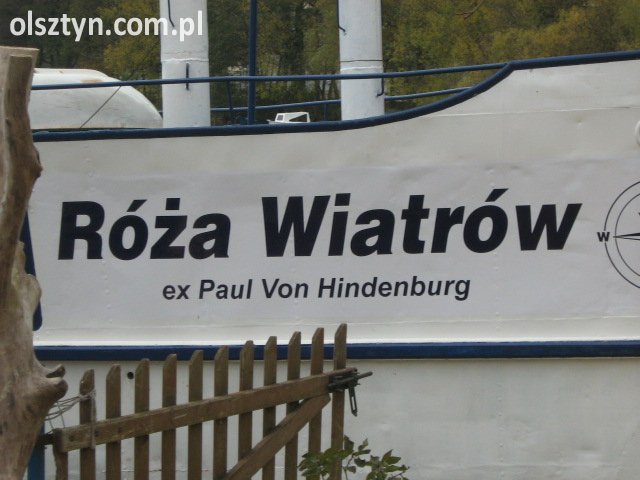 olsztyn.com.pl
Róża Wiatrów
ex Paul Von Hindenburg
W